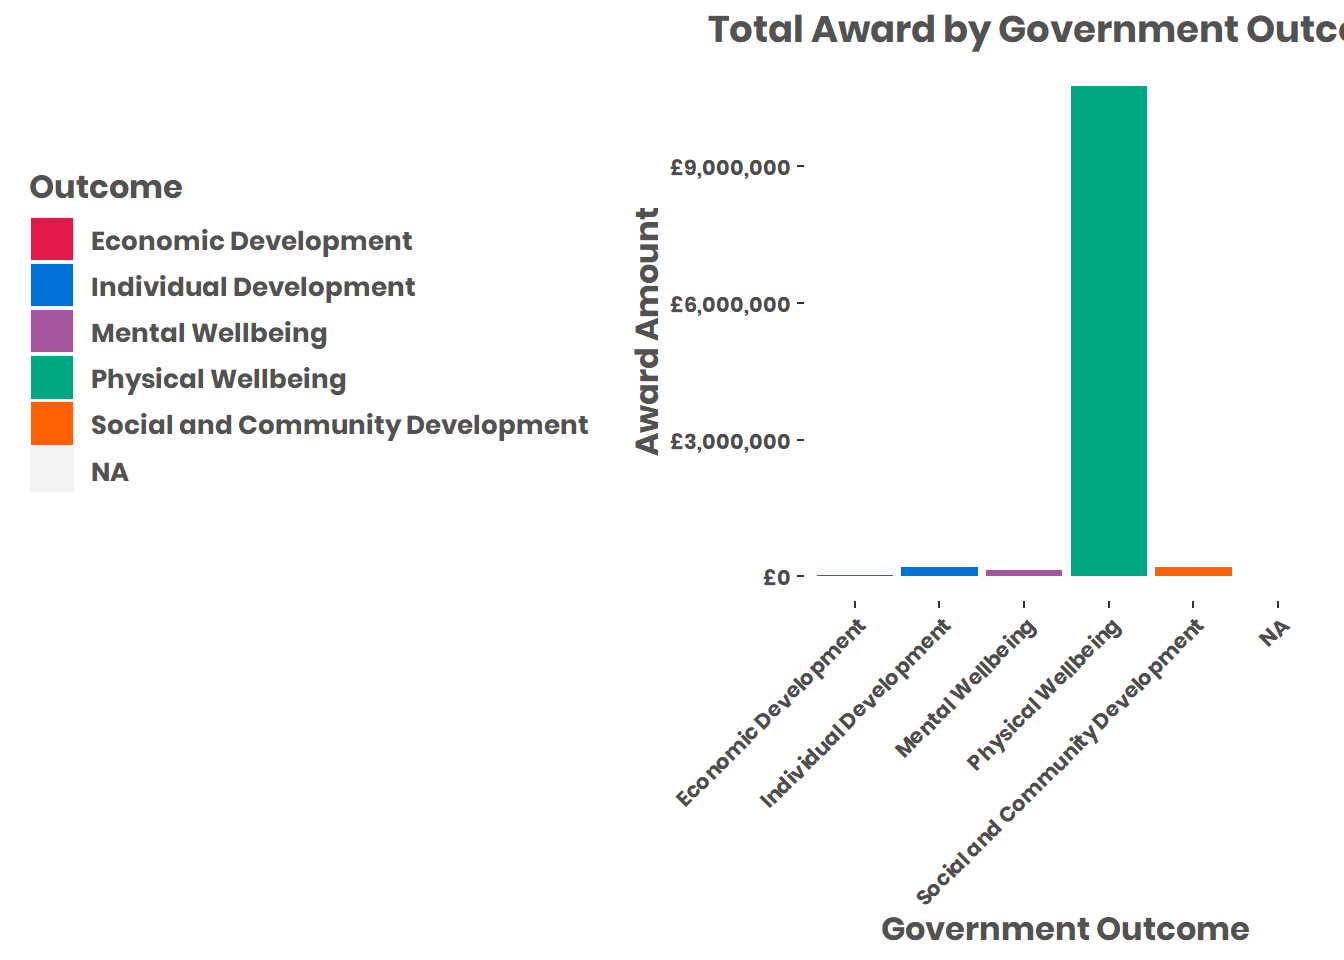 Total Award by Government Outco
Outcome
Economic Development
Individual Development
Mental Wellbeing
Physical Wellbeing
Social and Community Development
NA
Award Amount
£9,000,000
£6,000,000
£3,000,000
£0
Economic Development
Individual Development
Mental Wellbeing
Physical Wellbeing
Social and Community Development
NA
Government Outcome